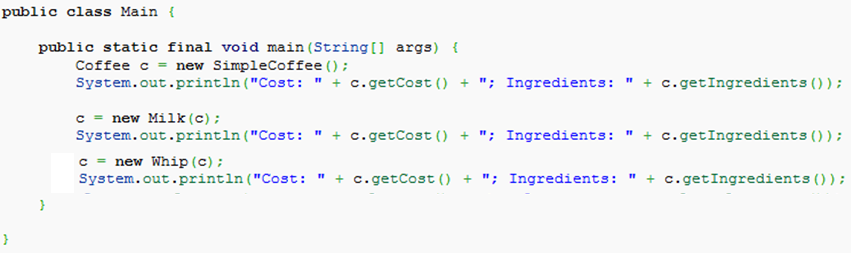 public class Main {
public static final void main(String[] args) {
Coffee c = new SimpleCoffee();
System.out.println("Cost: " + c.getCost() + "; Ingredients: " + c.getIngredients());
c = new Milk(c);
System.out.println("Cost: " + c.getCost() + "; Ingredients: " + c.getIngredients());
c = new Whip(c);
System.out.println("Cost: " + c.getCost() + "; Ingredients: " + c.getIngredients());
}
}